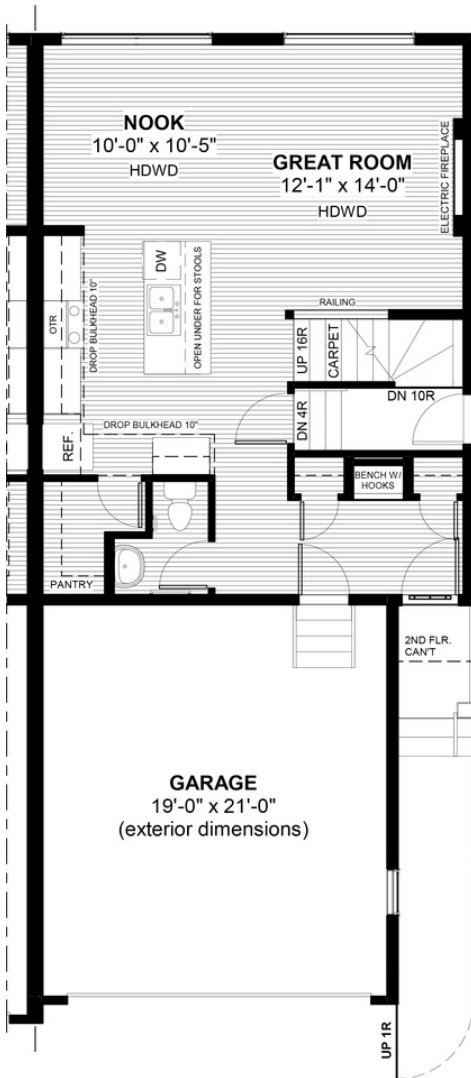 NOOK
10'-0" x 10'-5"
HDWD
GREAT ROOM
12'-1" x 14'-0"
HDWD
ELECTRIC FIREPLACE
DW
OPEN UNDER FOR STOOLS
OTR
DROP BULKHEAD 10"
RAILING
UP 16R
CARPET
DN 4R
DN 10R
DROP BULKHEAD 10"
REF.
BENCH W/
HOOKS
PANTRY
2ND FLR.
CAN'T
GARAGE
19'-0" x 21'-0"
(exterior dimensions)
UP 1R